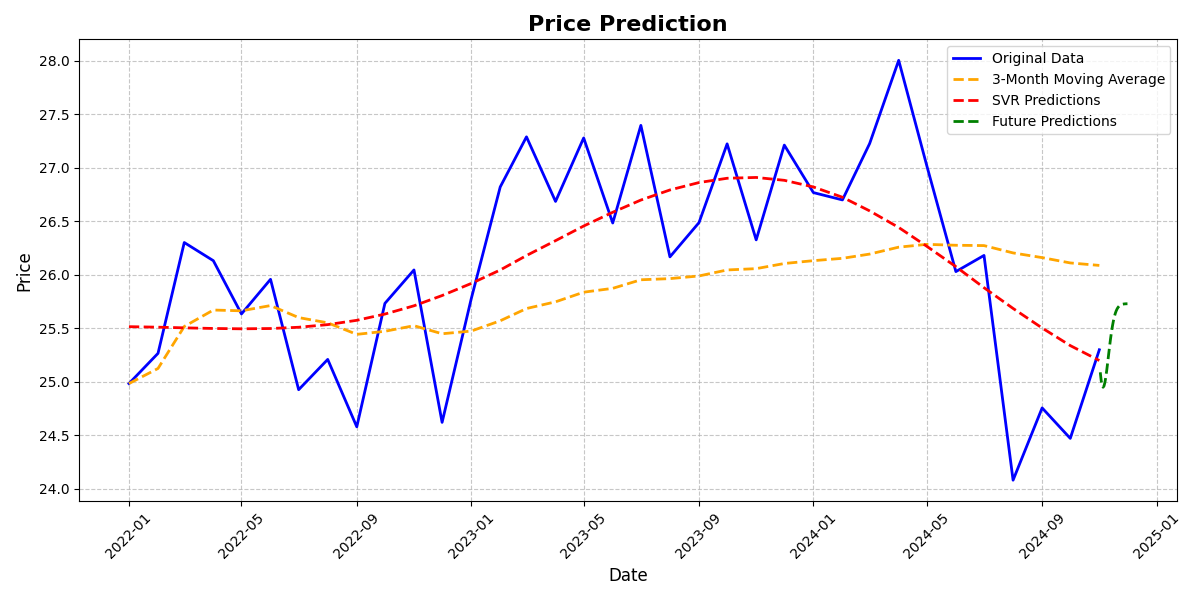 Price Prediction
Original Data
3-Month Moving Average
SVR Predictions
Future Predictions
Price
28.0
27.5
27.0
26.5
26.0
25.5
25.0
24.5
24.0
2022-01
2022-05
2022-09
2023-01
2023-05
2023-09
2024-01
2024-05
2024-09
2025-01
Date